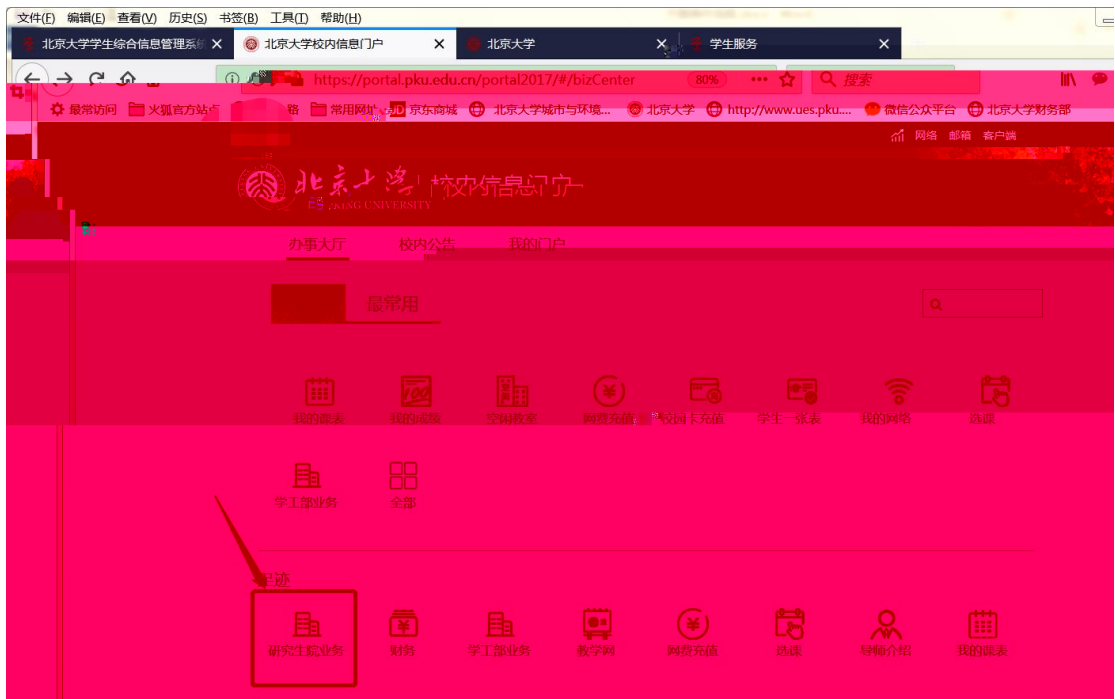 文件(F) 编辑(E) 查看(V) 历史(S) 书签(B) 工具(T) 帮助(H)
北京大学学生综合信息管理系统 北京大学校内信息门户 北京大学 学生服务
https://portal.pku.edu.cn/portal2017/#/bizCenter 80% 搜索
最常访问 火狐官方站点 常用网址 JD 京东商城 北京大学城市与环境... 北京大学 http://www.ues.pku.... 微信公众平台 北京大学财务部
网络 邮箱 客户端
北京大学 校内信息门户
PEKING UNIVERSITY
办事大厅 校内公告 我的门户
最常用
我的课表 我的成绩 空闲教室 网费充值 校园卡充值 学生一张表 我的网络 选课
学工部业务 全部
足迹
研究生院业务 财务 学工部业务 教学网 网费充值 选课 导师介绍 我的课表